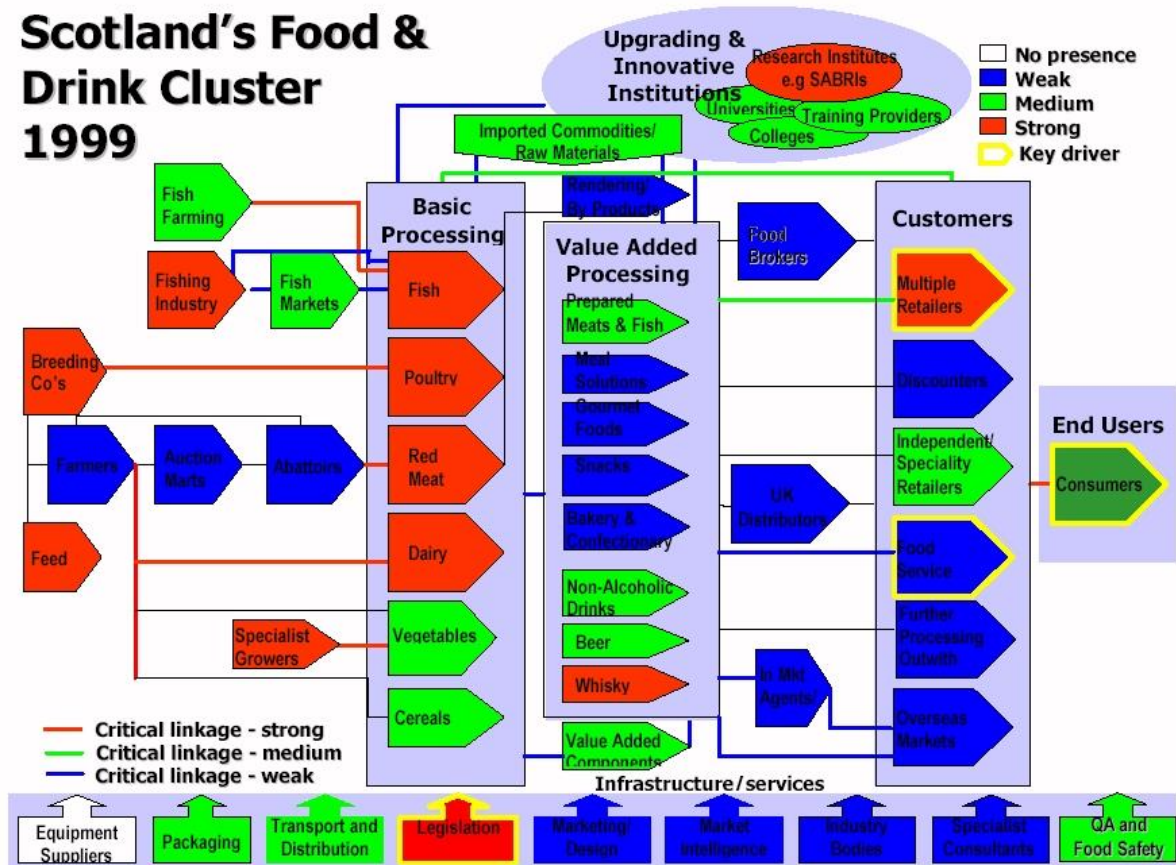 Scotland's Food &
Drink Cluster
1999
Upgrading &
Innovative
Institutions
Research Institutes
e.g SABRIs
Universities
Training Providers
Colleges
No presence
Weak
Medium
Strong
Key driver
Imported Commodities/
Raw Materials
Fish
Farming
Fishing
Industry
Fish
Markets
Breeding
Co's
Farmers
Auction
Marts
Abattoirs
Feed
Specialist
Growers
Basic
Processing
Fish
Poultry
Red
Meat
Dairy
Vegetables
Cereals
Rendering/
By Products
Value Added
Processing
Prepared
Meats & Fish
Meal
Solutions
Gourmet
Foods
Snacks
Bakery &
Confectionary
Non-Alcoholic
Drinks
Beer
Whisky
Value Added
Components
Food
Brokers
UK
Distributors
In Mkt
Agents/
Customers
Multiple
Retailers
Discounters
Independent/
Speciality
Retailers
Food
Service
Further
Processing
Outwith
Overseas
Markets
End Users
Consumers
Critical linkage - strong
Critical linkage - medium
Critical linkage - weak
Infrastructure/services
Equipment
Suppliers
Packaging
Transport and
Distribution
Legislation
Marketing/
Design
Market
Intelligence
Industry
Bodies
Specialist
Consultants
QA and
Food Safety